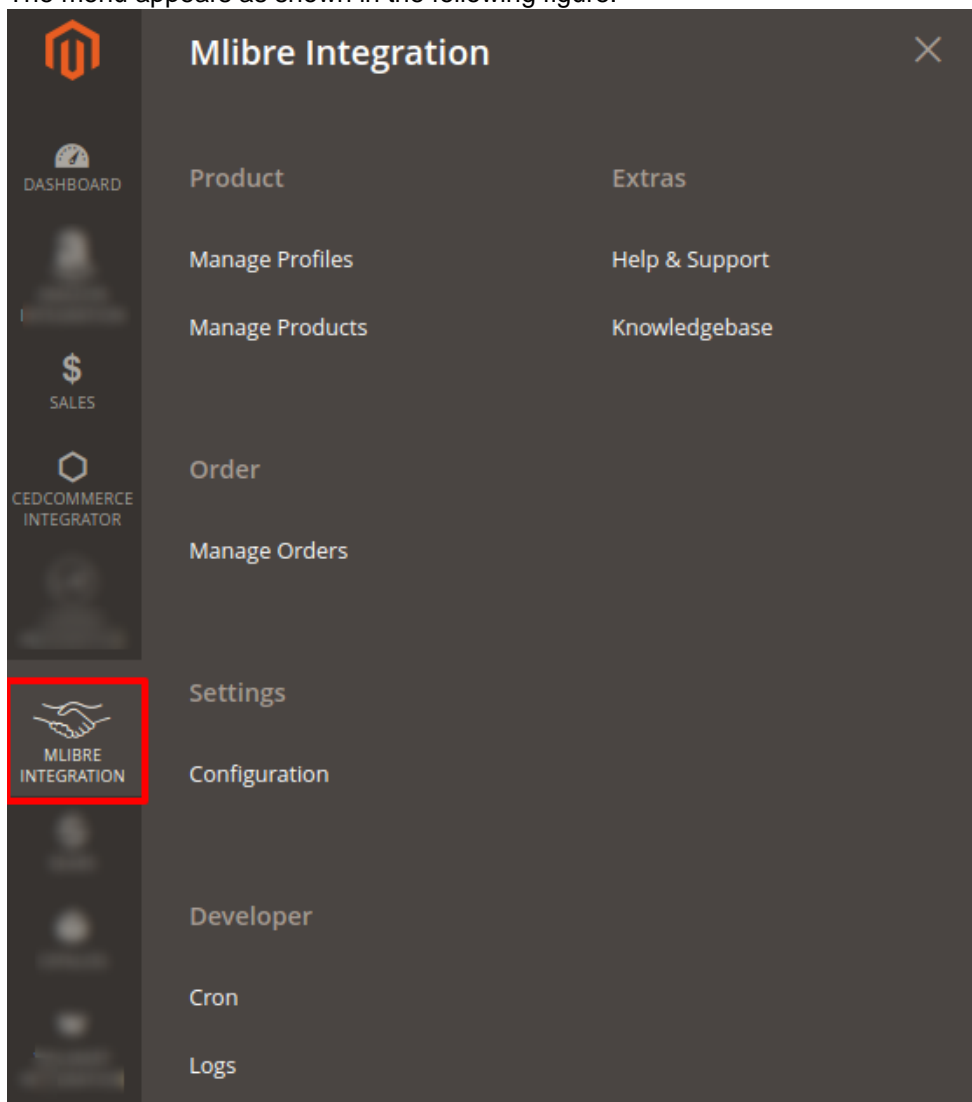 The menu appears as shown in the following figure:
Mlibre Integration
DASHBOARD
SALES
CEDCOMMERCE
INTEGRATOR
MLIBRE
INTEGRATION
Product
Manage Profiles
Manage Products
Extras
Help & Support
Knowledgebase
Order
Manage Orders
Settings
Configuration
Developer
Cron
Logs